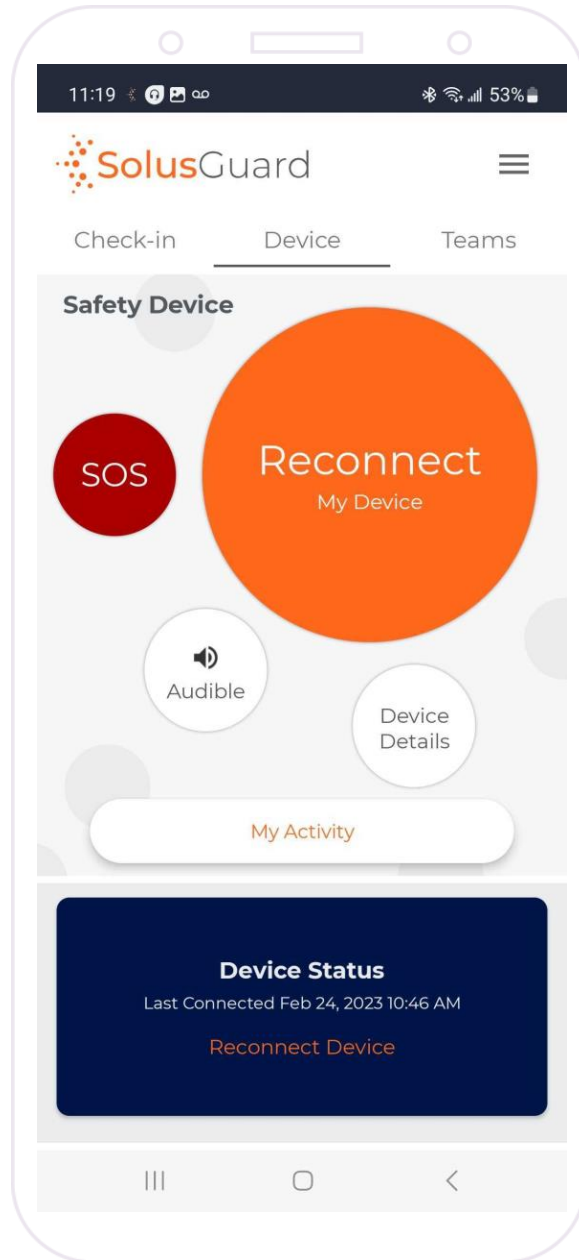 11:19
53%
SolusGuard
Check-in Device Teams
Safety Device
SOS
Reconnect
My Device
Audible
Device
Details
My Activity
Device Status
Last Connected Feb 24, 2023 10:46 AM
Reconnect Device